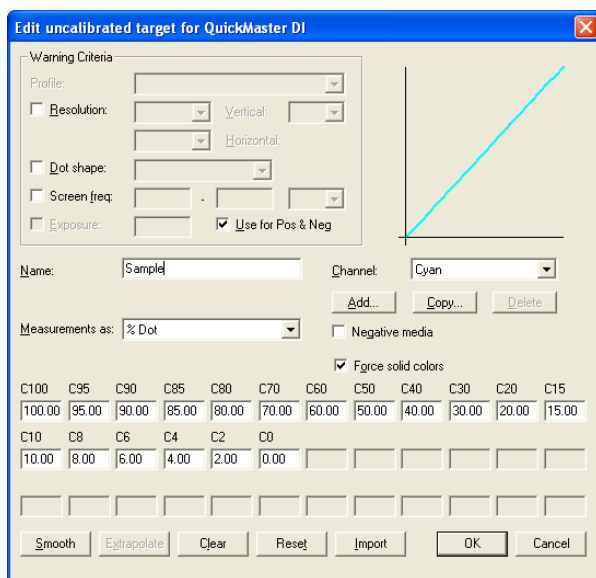 Edit uncalibrated target for QuickMaster DI
Warning Criteria
Profile:
Resolution: Vertical:
Horizontal:
Dot shape:
Screen freq: .
Exposure: Use for Pos & Neg
Name: Sample Channel: Cyan
Add... Copy... Delete
Measurements as: % Dot Negative media
Force solid colors
C100 C95 C90 C85 C80 C70 C60 C50 C40 C30 C20 C15
100.00 95.00 90.00 85.00 80.00 70.00 60.00 50.00 40.00 30.00 20.00 15.00
C10 C8 C6 C4 C2 C0
10.00 8.00 6.00 4.00 2.00 0.00
Smooth Extrapolate Clear Reset Import OK Cancel